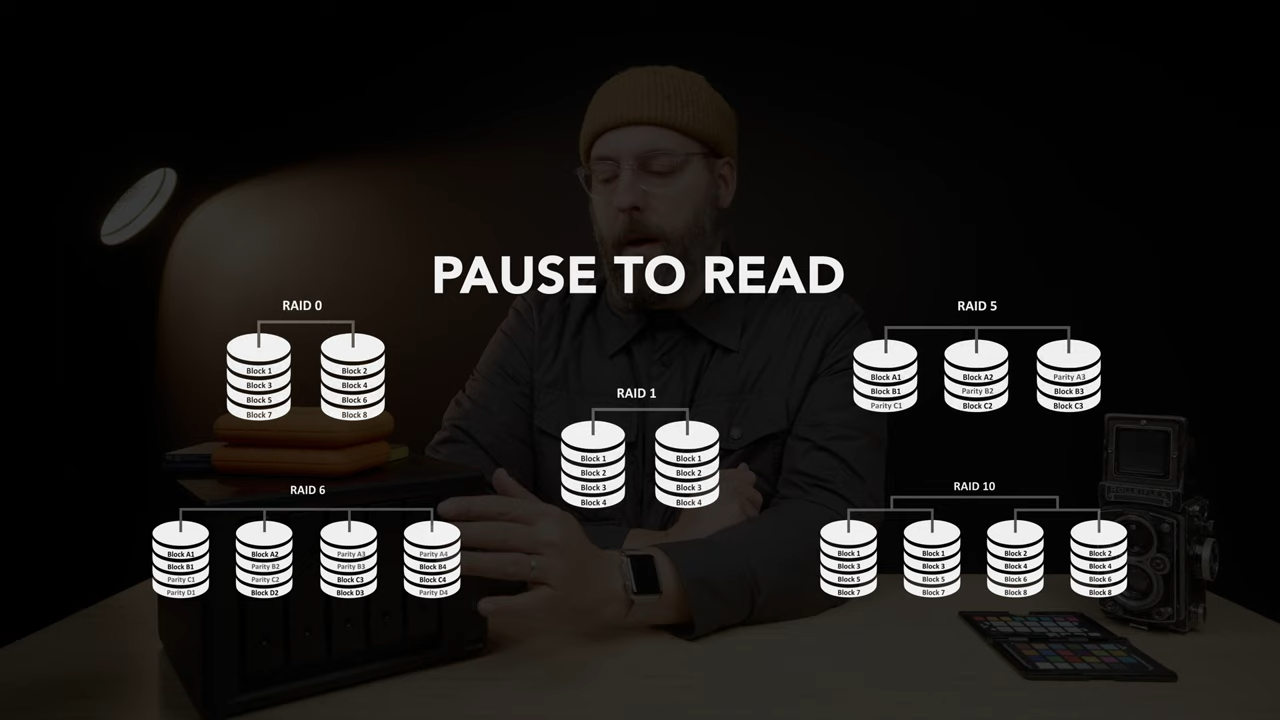 PAUSE TO READ
RAID 0
Block 1
Block 3
Block 5
Block 7
Block 2
Block 4
Block 6
Block 8
RAID 1
Block 1
Block 2
Block 3
Block 4
Block 1
Block 2
Block 3
Block 4
RAID 5
Block A1
Block B1
Parity C1
Block A2
Parity B2
Block C2
Parity A3
Block B3
Block C3
RAID 6
Block A1
Block B1
Parity C1
Parity D1
Block A2
Parity B2
Parity C2
Block D2
Parity A3
Parity B3
Block C3
Block D3
Parity A4
Block B4
Block C4
Parity D4
RAID 10
Block 1
Block 3
Block 5
Block 7
Block 1
Block 3
Block 5
Block 7
Block 2
Block 4
Block 6
Block 8
Block 2
Block 4
Block 6
Block 8